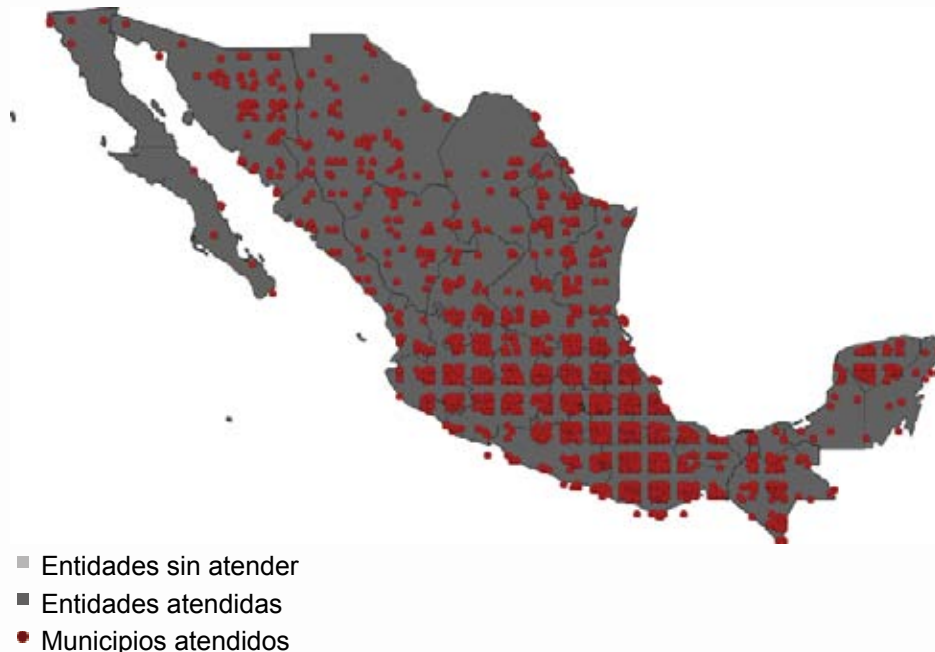 Entidades sin atender
Entidades atendidas
Municipios atendidos